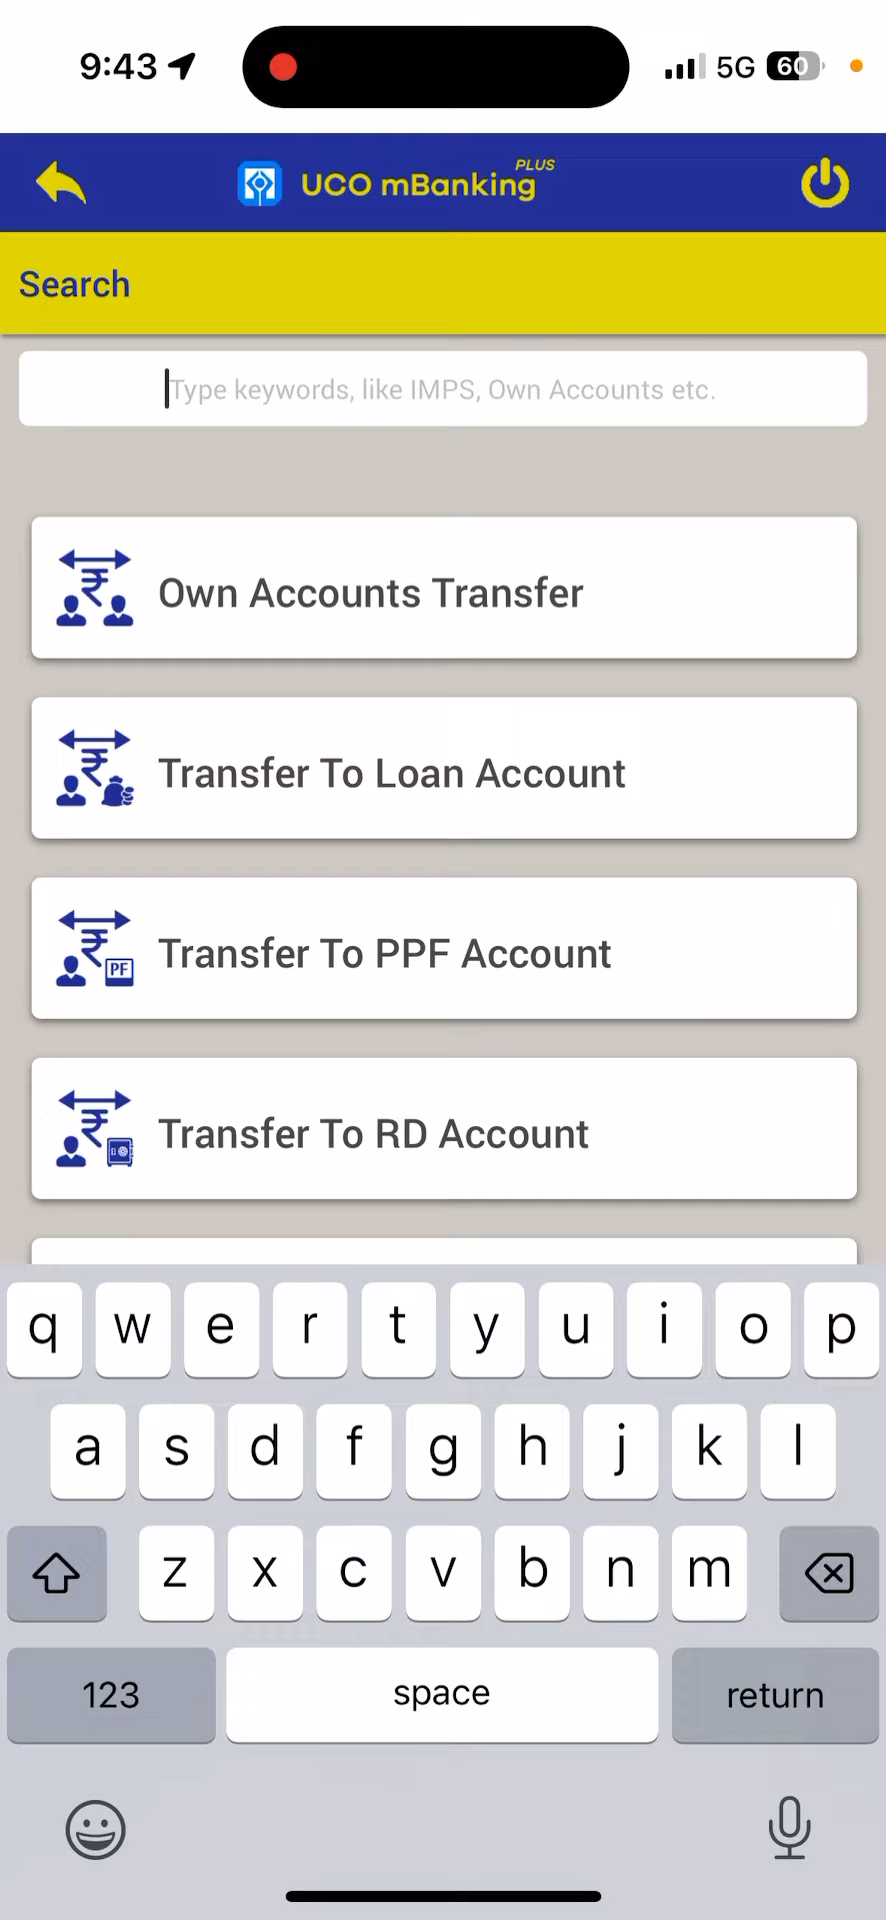 9:43
5G
60
UCO mBanking PLUS
Search
Type keywords, like IMPS, Own Accounts etc.
Own Accounts Transfer
Transfer To Loan Account
PF
Transfer To PPF Account
Transfer To RD Account
q w e r t y u i o p
a s d f g h j k l
z x c v b n m
123 space return